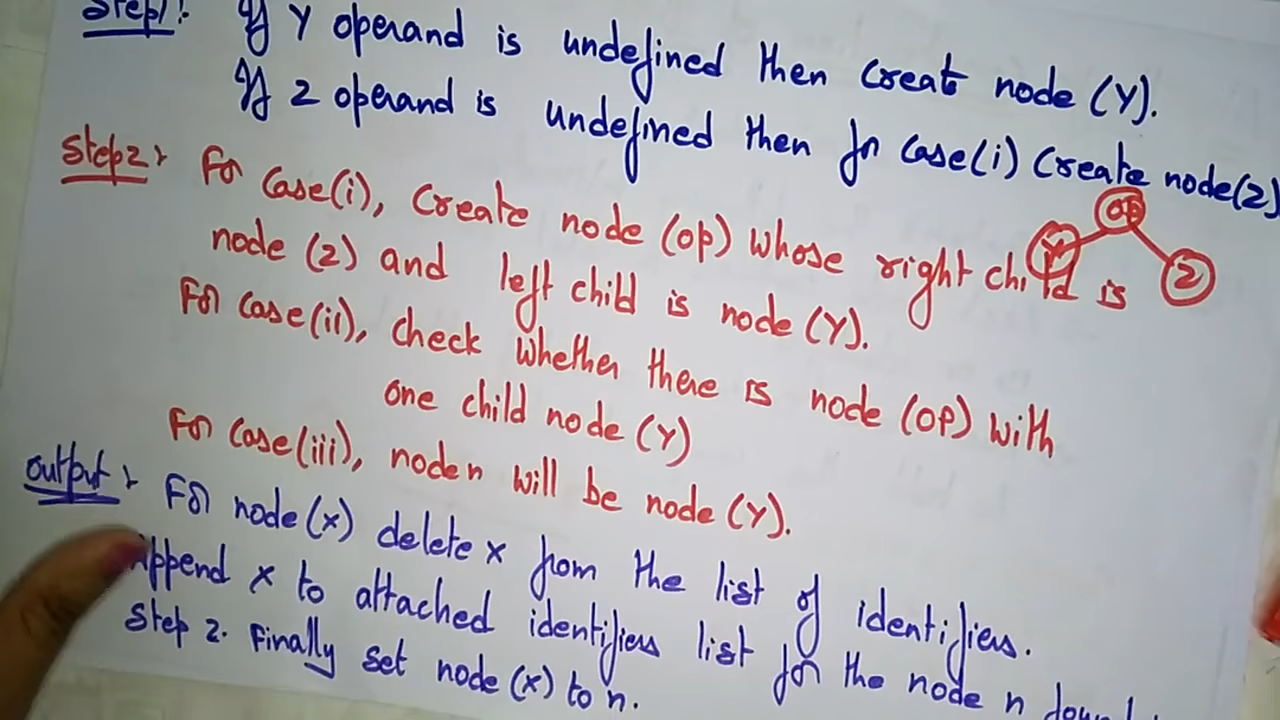 Step1:- If Y operand is undefined then Create node (Y).
If Z operand is undefined then for Case(i) Create node(Z)
Step2:- For Case(i), Create node (op) whose right child is
node (Z) and left child is node (Y).
For Case(ii), check whether there is node (OP) with
one child node (Y)
For Case(iii), node n will be node (Y).
output:- For node (x) delete x from the list of identifiers.
Append x to attached identifiers list for the node n
Step 2. Finally set node (x) to n.
OP
Y
Z